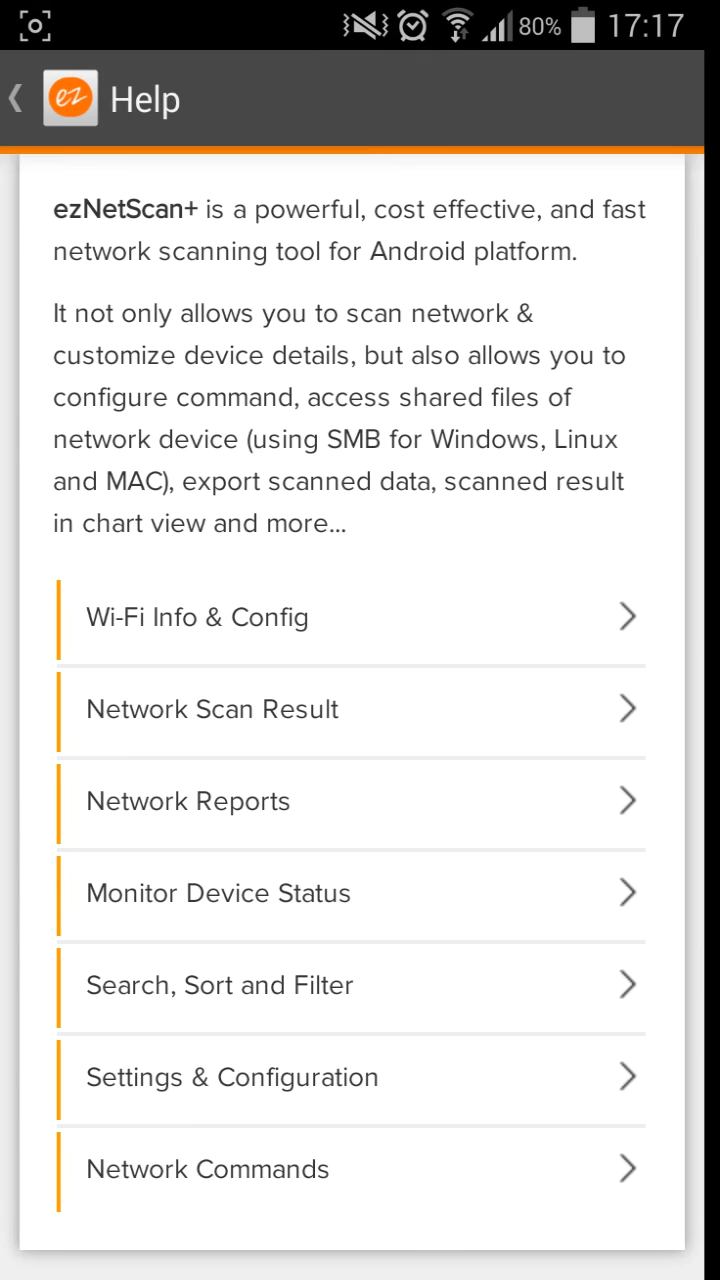 80% 17:17
ez Help
ezNetScan+ is a powerful, cost effective, and fast
network scanning tool for Android platform.
It not only allows you to scan network &
customize device details, but also allows you to
configure command, access shared files of
network device (using SMB for Windows, Linux
and MAC), export scanned data, scanned result
in chart view and more...
Wi-Fi Info & Config
Network Scan Result
Network Reports
Monitor Device Status
Search, Sort and Filter
Settings & Configuration
Network Commands